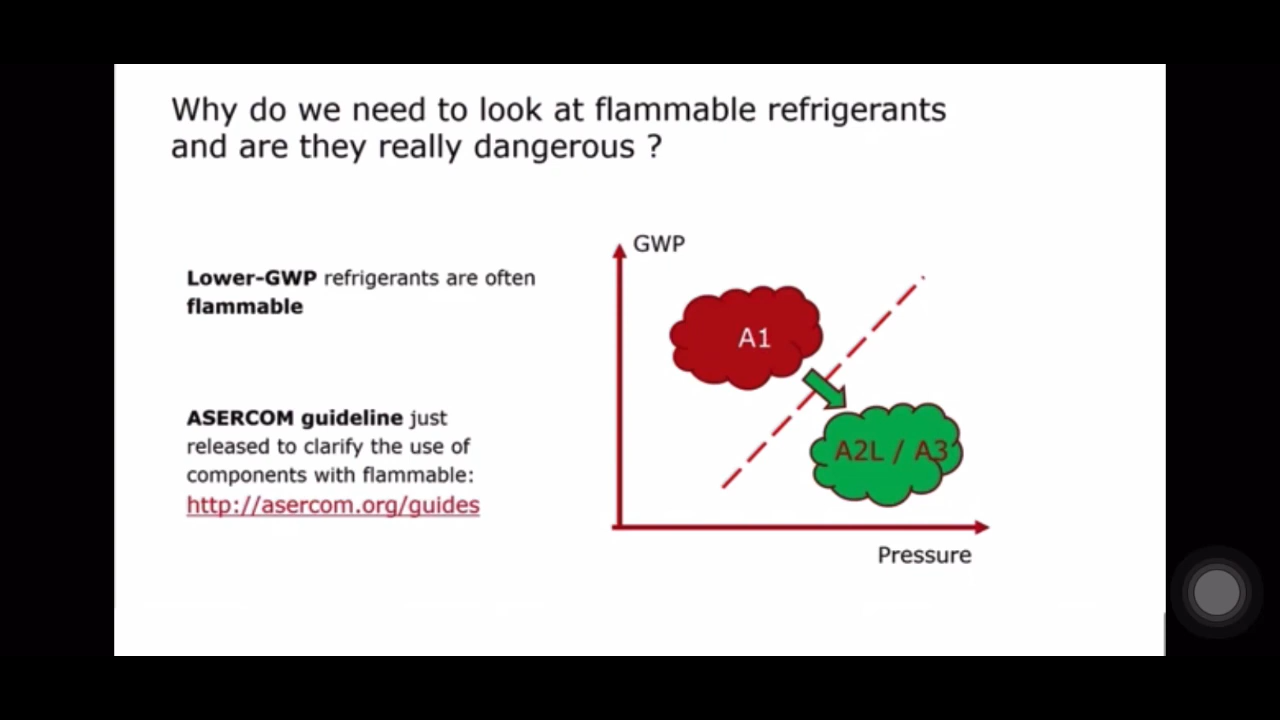 Why do we need to look at flammable refrigerants
and are they really dangerous ?
Lower-GWP refrigerants are often
flammable
ASERCOM guideline just
released to clarify the use of
components with flammable:
http://asercom.org/guides
GWP
A1
A2L / A3
Pressure